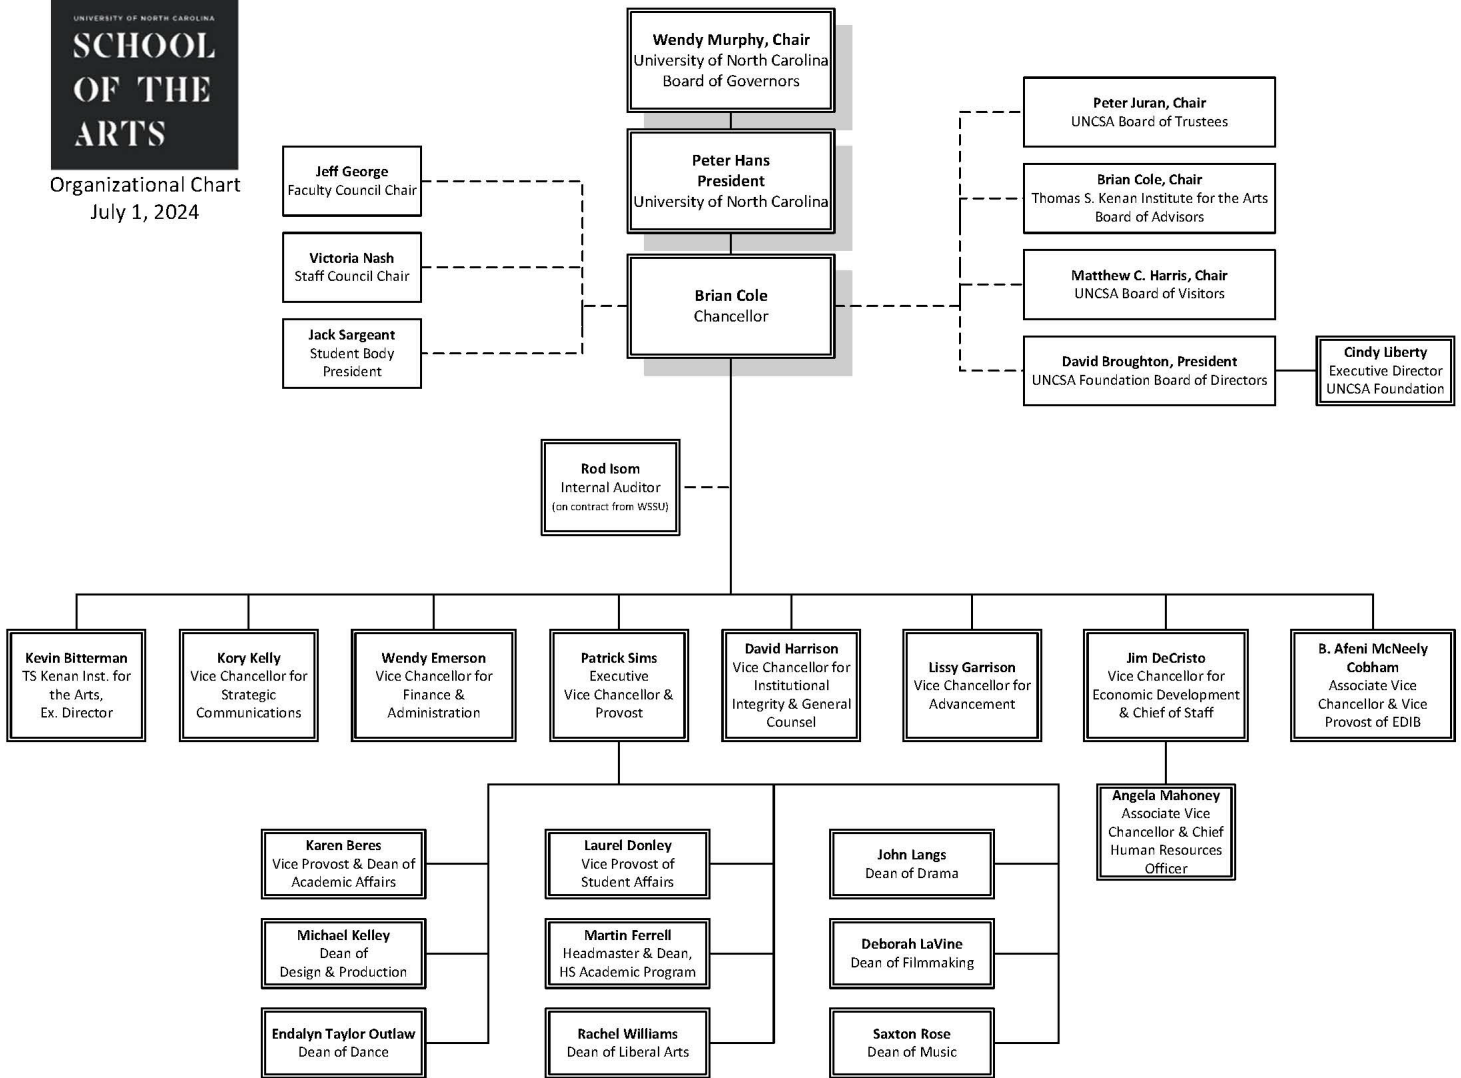 UNIVERSITY OF NORTH CAROLINA
SCHOOL
OF THE
ARTS
Organizational Chart
July 1, 2024
Wendy Murphy, Chair
University of North Carolina
Board of Governors
Peter Hans
President
University of North Carolina
Brian Cole
Chancellor
Jeff George
Faculty Council Chair
Victoria Nash
Staff Council Chair
Jack Sargeant
Student Body
President
Peter Juran, Chair
UNCSA Board of Trustees
Brian Cole, Chair
Thomas S. Kenan Institute for the Arts
Board of Advisors
Matthew C. Harris, Chair
UNCSA Board of Visitors
David Broughton, President
UNCSA Foundation Board of Directors
Cindy Liberty
Executive Director
UNCSA Foundation
Rod Isom
Internal Auditor
(on contract from WSSU)
Kevin Bitterman
TS Kenan Inst. for
the Arts,
Ex. Director
Kory Kelly
Vice Chancellor for
Strategic
Communications
Wendy Emerson
Vice Chancellor for
Finance &
Administration
Patrick Sims
Executive
Vice Chancellor &
Provost
David Harrison
Vice Chancellor for
Institutional
Integrity & General
Counsel
Lissy Garrison
Vice Chancellor for
Advancement
Jim DeCristo
Vice Chancellor for
Economic Development
& Chief of Staff
B. Afeni McNeely
Cobham
Associate Vice
Chancellor & Vice
Provost of EDIB
Angela Mahoney
Associate Vice
Chancellor & Chief
Human Resources
Officer
Karen Beres
Vice Provost & Dean of
Academic Affairs
Michael Kelley
Dean of
Design & Production
Endalyn Taylor Outlaw
Dean of Dance
Laurel Donley
Vice Provost of
Student Affairs
Martin Ferrell
Headmaster & Dean,
HS Academic Program
Rachel Williams
Dean of Liberal Arts
John Langs
Dean of Drama
Deborah LaVine
Dean of Filmmaking
Saxton Rose
Dean of Music